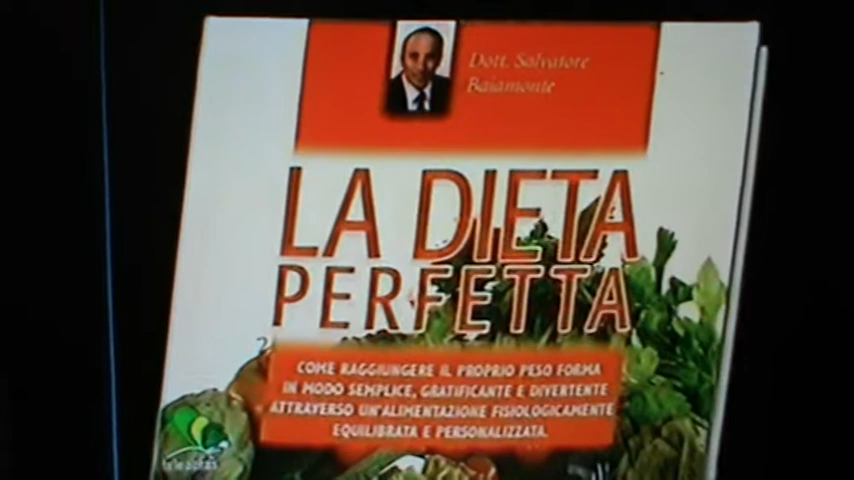 Dott. Salvatore
Baiamonte
LA DIETA
PERFETTA
COME RAGGIUNGERE IL PROPRIO PESO FORMA
IN MODO SEMPLICE, GRATIFICANTE E DIVERTENTE
ATTRAVERSO UN'ALIMENTAZIONE FISIOLOGICAMENTE
EQUILIBRATA E PERSONALIZZATA.